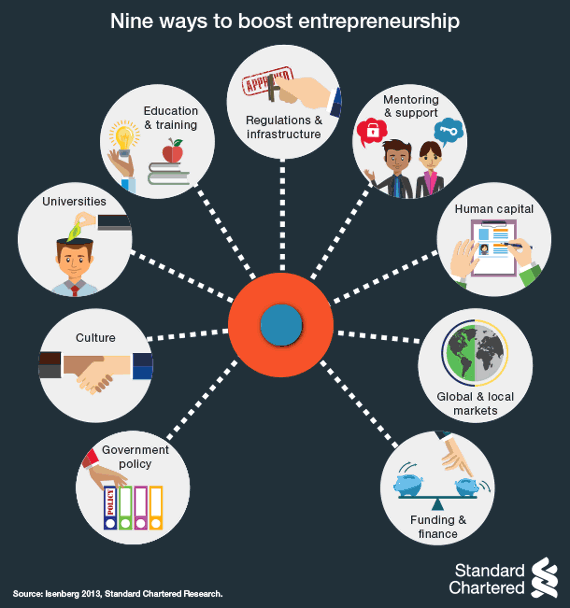 Nine ways to boost entrepreneurship
APPROVED
Regulations &
infrastructure
Education
& training
Mentoring
& support
Universities
Human capital
Culture
Global & local
markets
Government
policy
POLICY
Funding &
finance
Standard
Chartered
Source: Isenberg 2013, Standard Chartered Research.